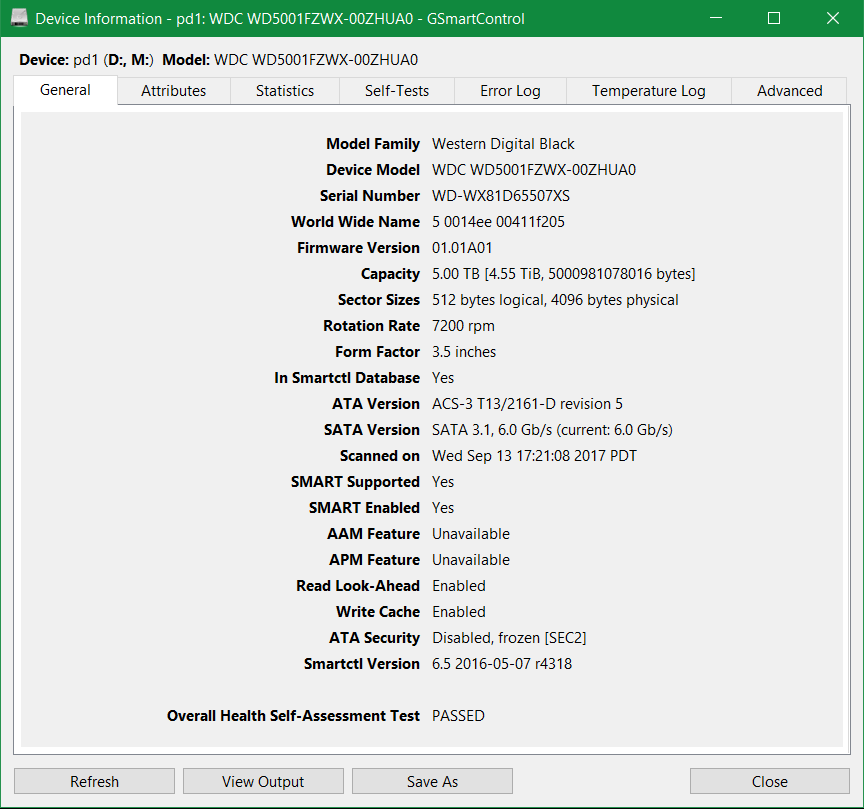 Device Information - pd1: WDC WD5001FZWX-00ZHUA0 - GSmartControl
Device: pd1 (D:, M:) Model: WDC WD5001FZWX-00ZHUA0
General Attributes Statistics Self-Tests Error Log Temperature Log Advanced
Model Family Western Digital Black
Device Model WDC WD5001FZWX-00ZHUA0
Serial Number WD-WX81D65507XS
World Wide Name 5 0014ee 00411f205
Firmware Version 01.01A01
Capacity 5.00 TB [4.55 TiB, 5000981078016 bytes]
Sector Sizes 512 bytes logical, 4096 bytes physical
Rotation Rate 7200 rpm
Form Factor 3.5 inches
In Smartctl Database Yes
ATA Version ACS-3 T13/2161-D revision 5
SATA Version SATA 3.1, 6.0 Gb/s (current: 6.0 Gb/s)
Scanned on Wed Sep 13 17:21:08 2017 PDT
SMART Supported Yes
SMART Enabled Yes
AAM Feature Unavailable
APM Feature Unavailable
Read Look-Ahead Enabled
Write Cache Enabled
ATA Security Disabled, frozen [SEC2]
Smartctl Version 6.5 2016-05-07 r4318
Overall Health Self-Assessment Test PASSED
Refresh View Output Save As Close